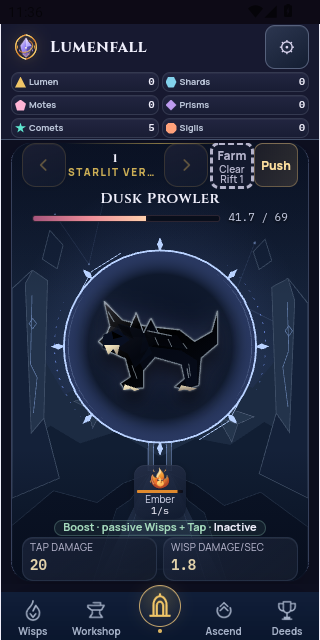 Lumenfall
Lumen 0
Shards 0
Motes 0
Prisms 0
Comets 5
Sigils 0
1
STARLIT VER…
Farm
Clear
Rift 1
Push
Dusk Prowler
41.7 / 69
Ember
1/s
Boost · passive Wisps + Tap · Inactive
TAP DAMAGE
20
WISP DAMAGE/SEC
1.8
Wisps
Workshop
Ascend
Deeds